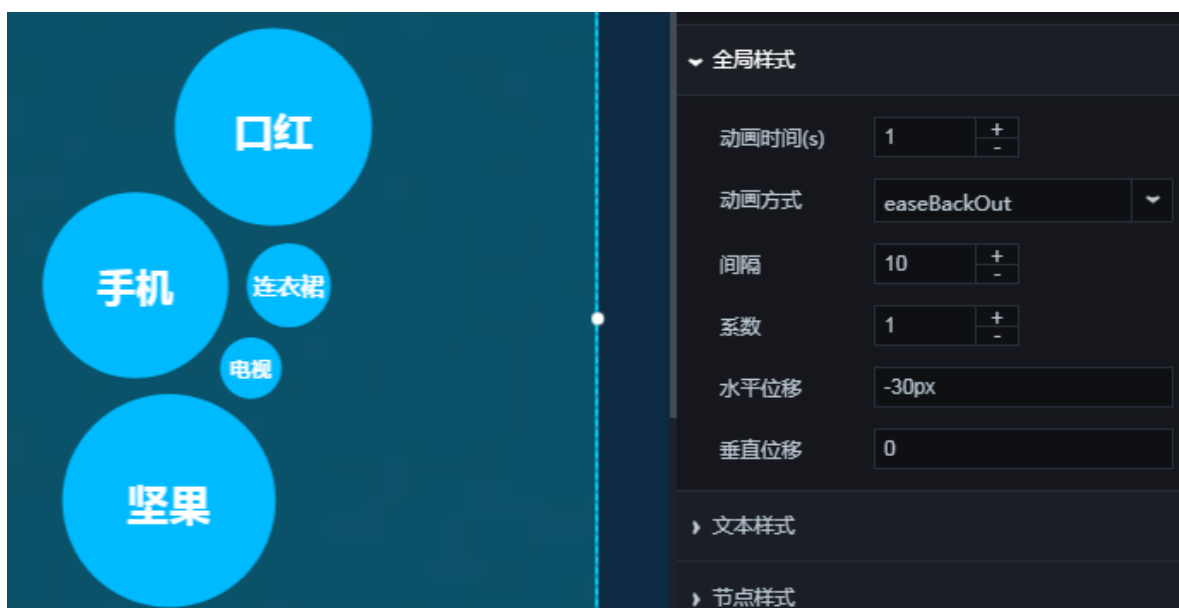 口红
手机
连衣裙
电视
坚果
全局样式
动画时间(s)
1
+
-
动画方式
easeBackOut
间隔
10
+
-
系数
1
+
-
水平位移
-30px
垂直位移
0
文本样式
节点样式